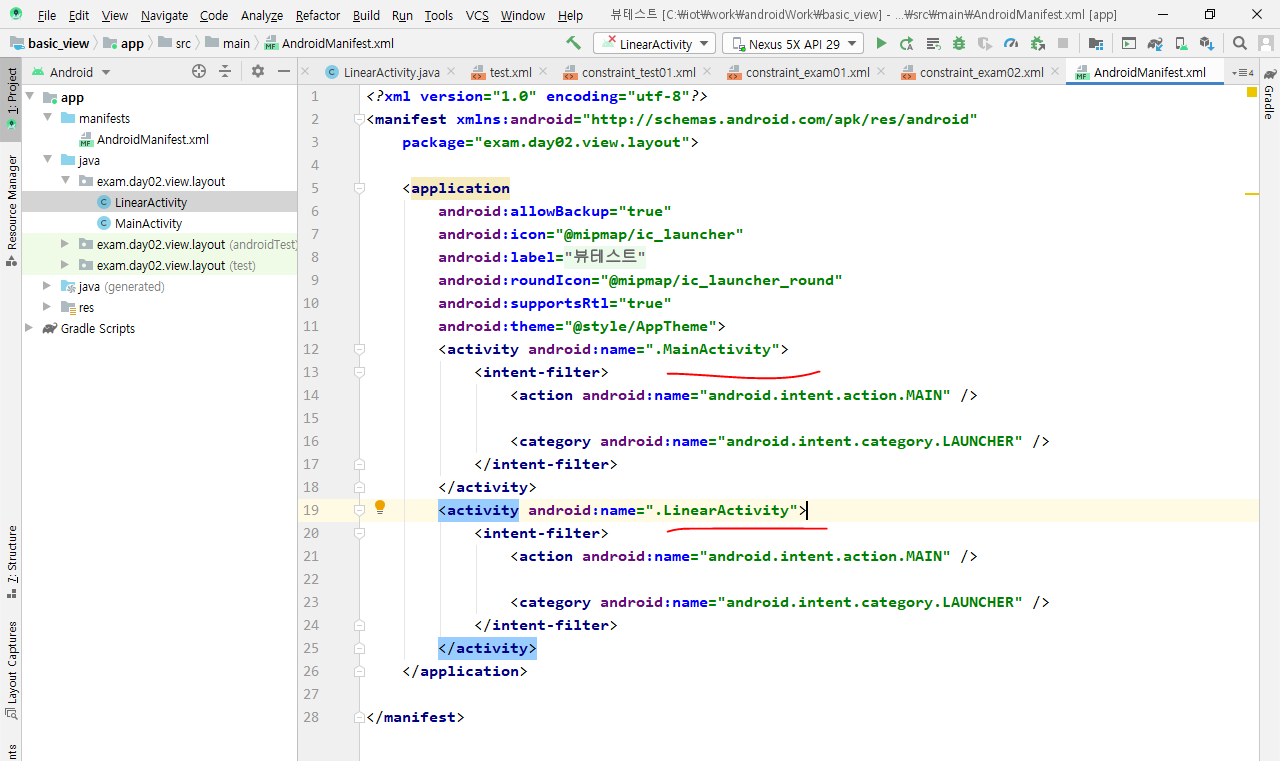 File Edit View Navigate Code Analyze Refactor Build Run Tools VCS Window Help 뷰테스트 [C:₩iot₩work₩androidWork₩basic_view] - ...₩src₩main₩AndroidManifest.xml [app]
basic_view app src main AndroidManifest.xml LinearActivity Nexus 5X API 29
Android LinearActivity.java test.xml constraint_test01.xml constraint_exam01.xml constraint_exam02.xml AndroidManifest.xml 4
1: Project
Resource Manager
7: Structure
Layout Captures
nts
Gradle
app
manifests
AndroidManifest.xml
java
exam.day02.view.layout
LinearActivity
MainActivity
exam.day02.view.layout (androidTest)
exam.day02.view.layout (test)
java (generated)
res
Gradle Scripts
1 <?xml version="1.0" encoding="utf-8"?>
2 <manifest xmlns:android="http://schemas.android.com/apk/res/android"
3 package="exam.day02.view.layout">
4
5 <application
6 android:allowBackup="true"
7 android:icon="@mipmap/ic_launcher"
8 android:label="뷰테스트"
9 android:roundIcon="@mipmap/ic_launcher_round"
10 android:supportsRtl="true"
11 android:theme="@style/AppTheme">
12 <activity android:name=".MainActivity">
13 <intent-filter>
14 <action android:name="android.intent.action.MAIN" />
15
16 <category android:name="android.intent.category.LAUNCHER" />
17 </intent-filter>
18 </activity>
19 <activity android:name=".LinearActivity">
20 <intent-filter>
21 <action android:name="android.intent.action.MAIN" />
22
23 <category android:name="android.intent.category.LAUNCHER" />
24 </intent-filter>
25 </activity>
26 </application>
27
28 </manifest>